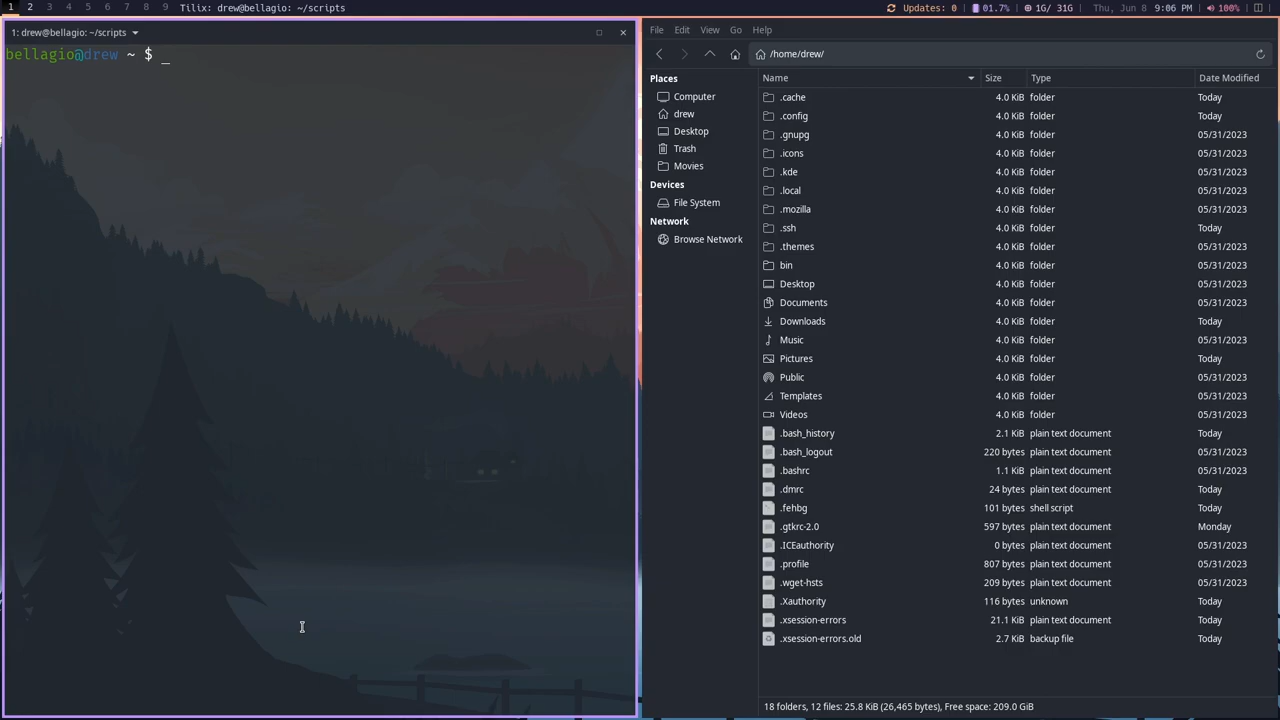 1 2 3 4 5 6 7 8 9 Tilix: drew@bellagio: ~/scripts Updates: 0 01.7% 1G/ 31G Thu, Jun 8 9:06 PM 100%
1: drew@bellagio: ~/scripts
bellagio@drew ~ $ _
File Edit View Go Help
/home/drew/
Places
Computer
drew
Desktop
Trash
Movies
Devices
File System
Network
Browse Network
Name Size Type Date Modified
.cache 4.0 KiB folder Today
.config 4.0 KiB folder Today
.gnupg 4.0 KiB folder 05/31/2023
.icons 4.0 KiB folder 05/31/2023
.kde 4.0 KiB folder 05/31/2023
.local 4.0 KiB folder 05/31/2023
.mozilla 4.0 KiB folder 05/31/2023
.ssh 4.0 KiB folder Today
.themes 4.0 KiB folder 05/31/2023
bin 4.0 KiB folder 05/31/2023
Desktop 4.0 KiB folder 05/31/2023
Documents 4.0 KiB folder 05/31/2023
Downloads 4.0 KiB folder Today
Music 4.0 KiB folder 05/31/2023
Pictures 4.0 KiB folder Today
Public 4.0 KiB folder 05/31/2023
Templates 4.0 KiB folder 05/31/2023
Videos 4.0 KiB folder 05/31/2023
.bash_history 2.1 KiB plain text document Today
.bash_logout 220 bytes plain text document 05/31/2023
.bashrc 1.1 KiB plain text document 05/31/2023
.dmrc 24 bytes plain text document Today
.fehbg 101 bytes shell script Today
.gtkrc-2.0 597 bytes plain text document Monday
.ICEauthority 0 bytes plain text document 05/31/2023
.profile 807 bytes plain text document 05/31/2023
.wget-hsts 209 bytes plain text document 05/31/2023
.Xauthority 116 bytes unknown Today
.xsession-errors 21.1 KiB plain text document Today
.xsession-errors.old 2.7 KiB backup file Today
18 folders, 12 files: 25.8 KiB (26,465 bytes), Free space: 209.0 GiB